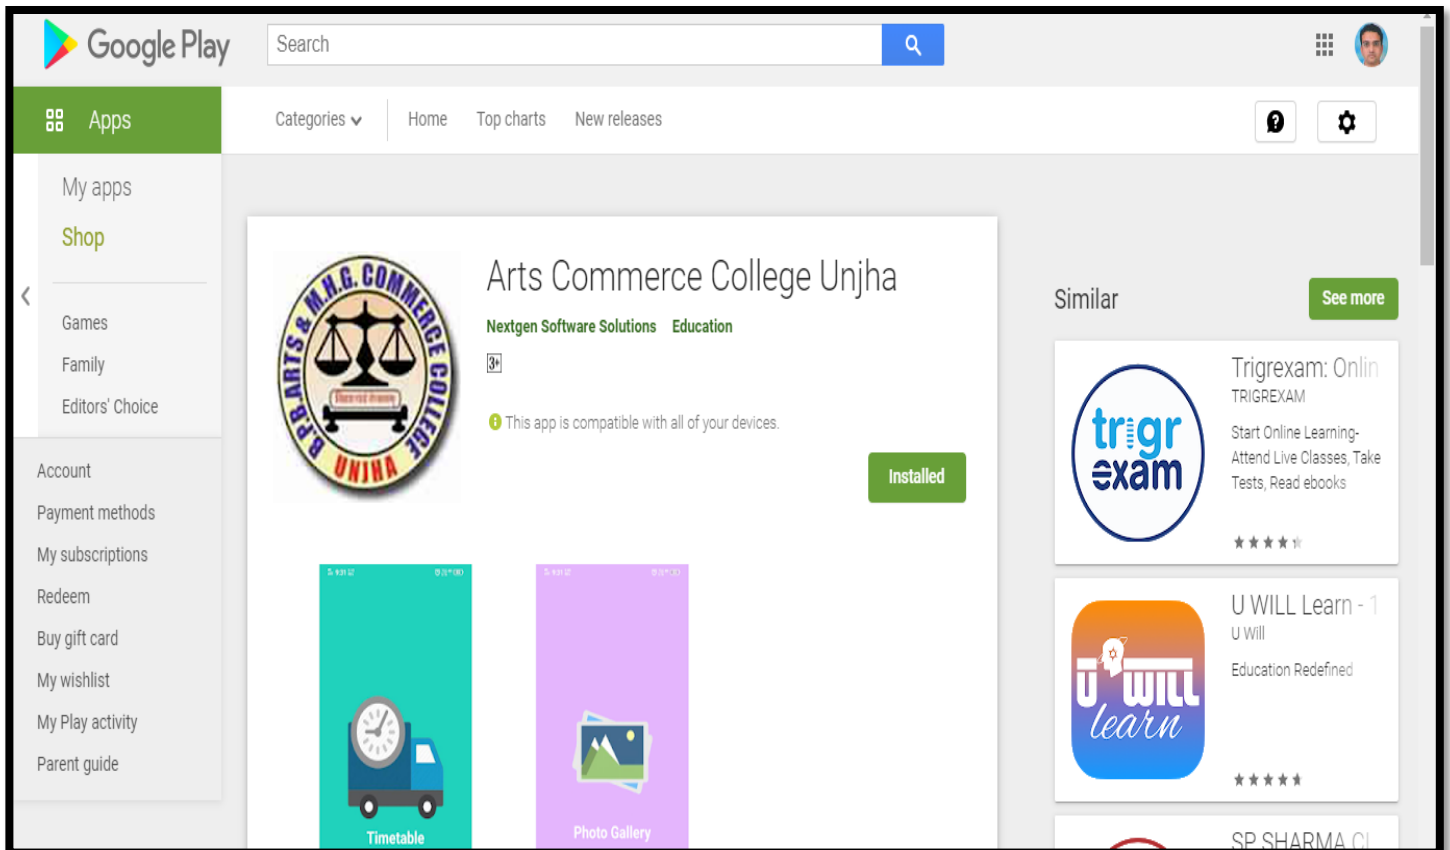 Google Play
Search
Apps
Categories
Home
Top charts
New releases
My apps
Shop
Games
Family
Editors' Choice
Account
Payment methods
My subscriptions
Redeem
Buy gift card
My wishlist
My Play activity
Parent guide
B.P.B.ARTS & M.H.G. COMMERCE COLLEGE
UNJHA
Arts Commerce College Unjha
Nextgen Software Solutions Education
3+
This app is compatible with all of your devices.
Installed
Timetable
Photo Gallery
Similar
See more
trigr
exam
Trigrexam: Onlin
TRIGREXAM
Start Online Learning-
Attend Live Classes, Take
Tests, Read ebooks
U WILL
learn
U WILL Learn - 1
U Will
Education Redefined
SP SHARMA CL